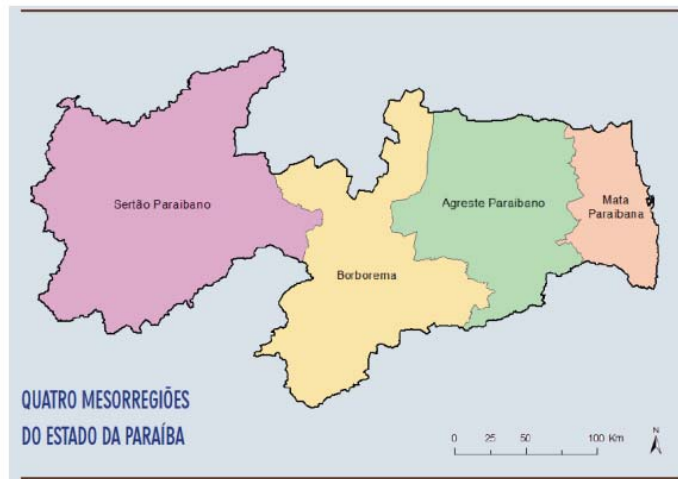 Sertão Paraibano
Agreste Paraibano
Mata
Paraibana
Borborema
QUATRO MESORREGIÕES
DO ESTADO DA PARAÍBA
0 25 50 100 Km
N